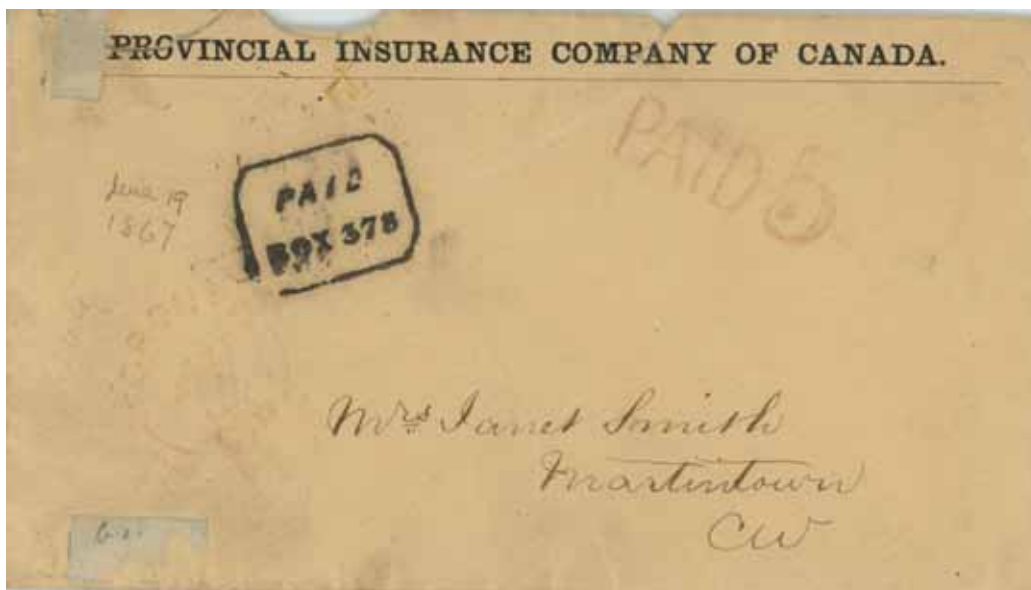 PROVINCIAL INSURANCE COMPANY OF CANADA.
PAID 5
June 19
1867
PAID
BOX 378
Mrs Janet Smith
Martintown
CW